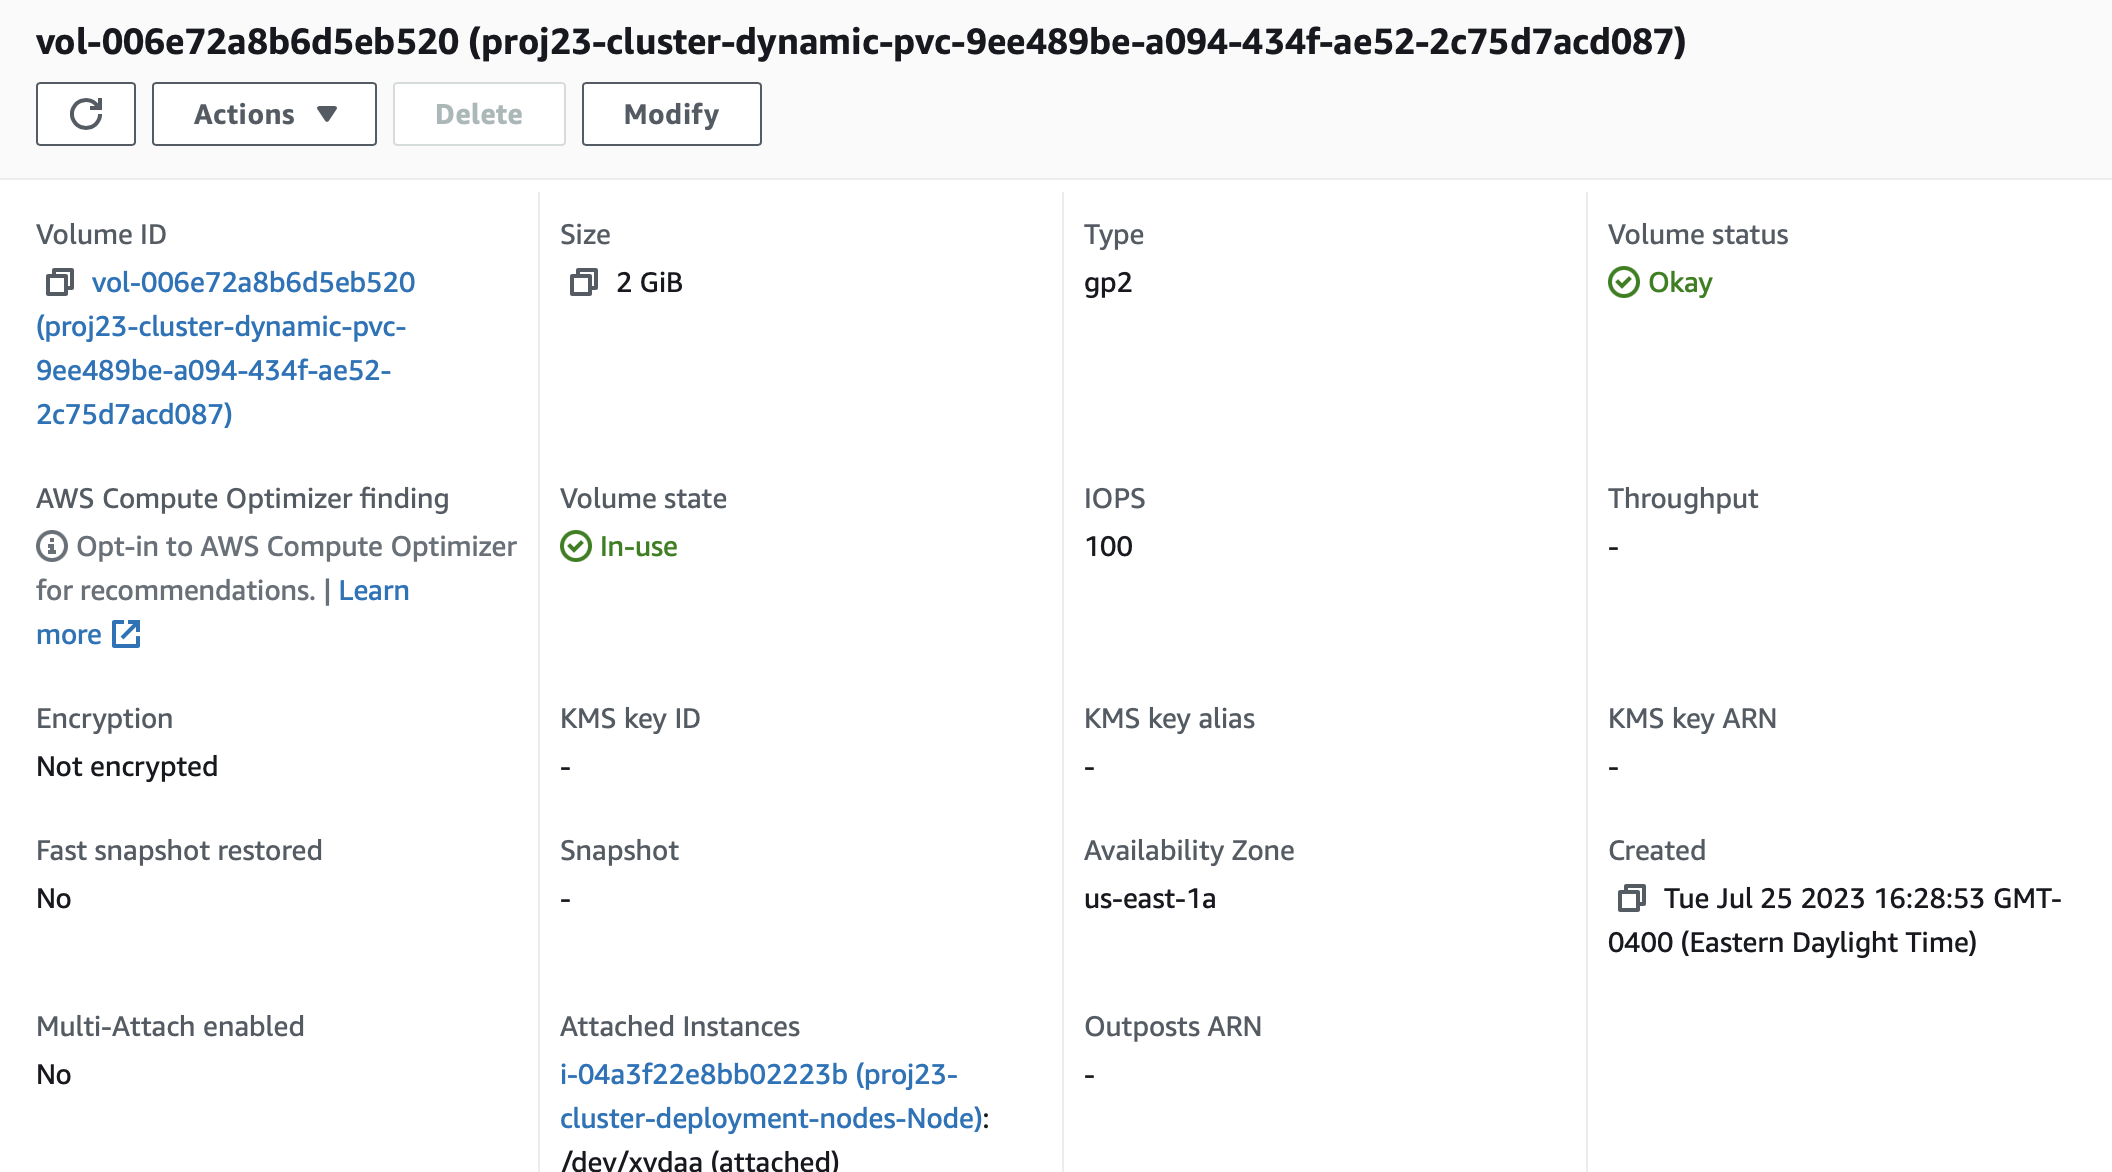 vol-006e72a8b6d5eb520 (proj23-cluster-dynamic-pvc-9ee489be-a094-434f-ae52-2c75d7acd087)
Actions
Delete
Modify
Volume ID
vol-006e72a8b6d5eb520
(proj23-cluster-dynamic-pvc-
9ee489be-a094-434f-ae52-
2c75d7acd087)
Size
2 GiB
Type
gp2
Volume status
Okay
AWS Compute Optimizer finding
Opt-in to AWS Compute Optimizer
for recommendations. | Learn
more
Volume state
In-use
IOPS
100
Throughput
-
Encryption
Not encrypted
KMS key ID
-
KMS key alias
-
KMS key ARN
-
Fast snapshot restored
No
Snapshot
-
Availability Zone
us-east-1a
Created
Tue Jul 25 2023 16:28:53 GMT-
0400 (Eastern Daylight Time)
Multi-Attach enabled
No
Attached Instances
i-04a3f22e8bb02223b (proj23-
cluster-deployment-nodes-Node):
/dev/xvdaa (attached)
Outposts ARN
-